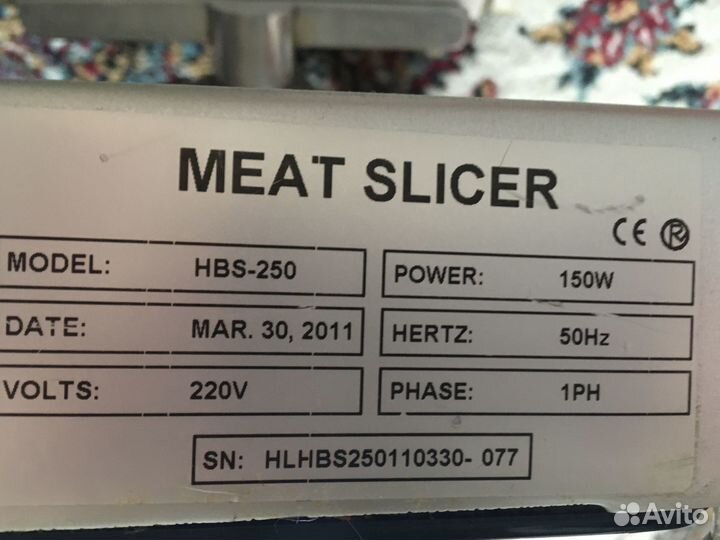 MEAT SLICER
CE ®
MODEL: HBS-250
POWER: 150W
DATE: MAR. 30, 2011
HERTZ: 50Hz
VOLTS: 220V
PHASE: 1PH
SN: HLHBS250110330- 077
Avito